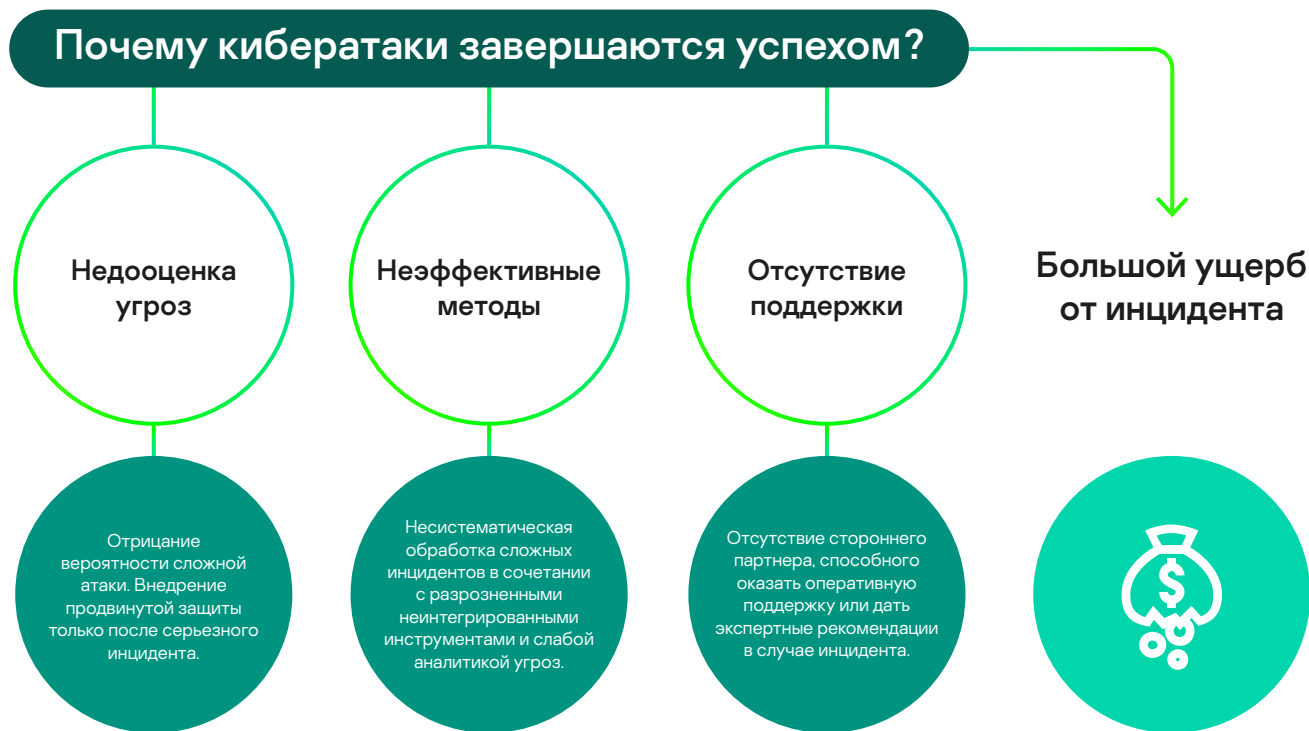 Почему кибератаки завершаются успехом?
Недооценка
угроз
Неэффективные
методы
Отсутствие
поддержки
Большой ущерб
от инцидента
Отрицание
вероятности сложной
атаки. Внедрение
продвинутой защиты
только после серьезного
инцидента.
Несистематическая
обработка сложных
инцидентов в сочетании
с разрозненными
неинтегрированными
инструментами и слабой
аналитикой угроз.
Отсутствие стороннего
партнера, способного
оказать оперативную
поддержку или дать
экспертные рекомендации
в случае инцидента.
$